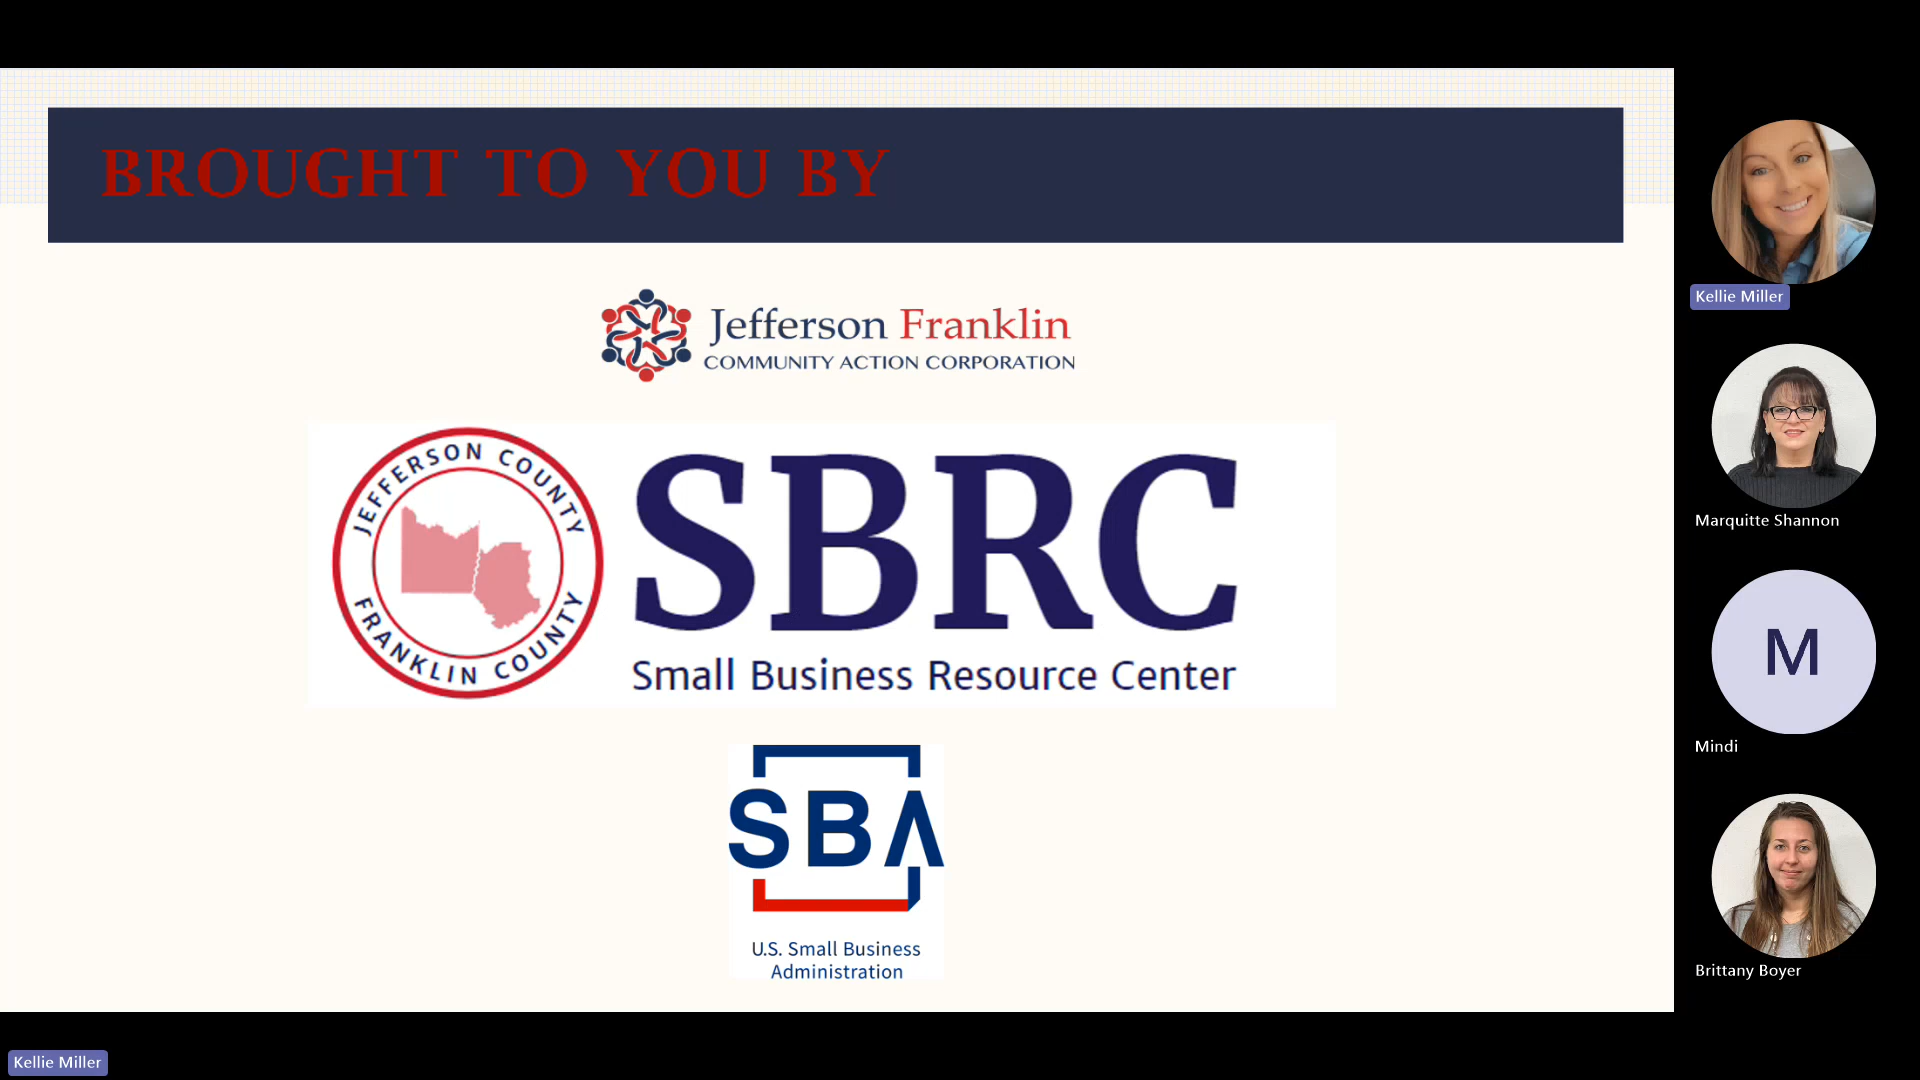 BROUGHT TO YOU BY
Jefferson Franklin
COMMUNITY ACTION CORPORATION
JEFFERSON COUNTY
FRANKLIN COUNTY
SBRC
Small Business Resource Center
SBA
U.S. Small Business
Administration
Kellie Miller
Marquitte Shannon
M
Mindi
Brittany Boyer
Kellie Miller